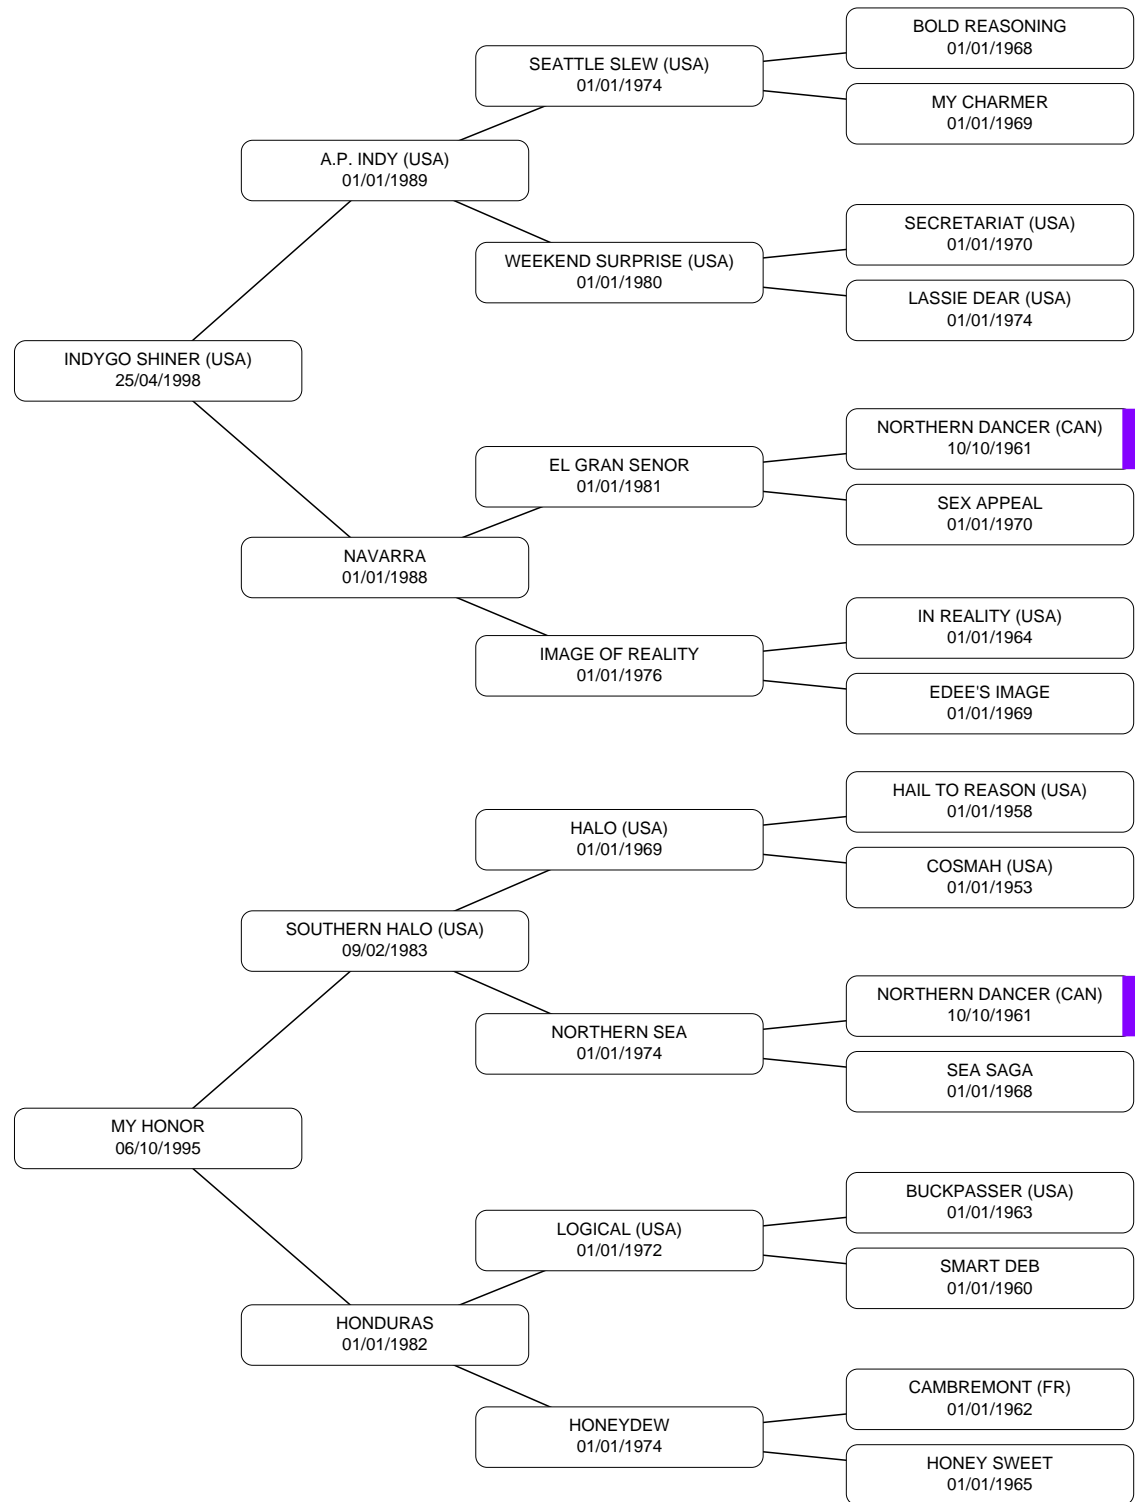 BOLD REASONING
01/01/1968
SEATTLE SLEW (USA)
01/01/1974
MY CHARMER
01/01/1969
A.P. INDY (USA)
01/01/1989
SECRETARIAT (USA)
01/01/1970
WEEKEND SURPRISE (USA)
01/01/1980
LASSIE DEAR (USA)
01/01/1974
INDYGO SHINER (USA)
25/04/1998
NORTHERN DANCER (CAN)
10/10/1961
EL GRAN SENOR
01/01/1981
SEX APPEAL
01/01/1970
NAVARRA
01/01/1988
IN REALITY (USA)
01/01/1964
IMAGE OF REALITY
01/01/1976
EDEE'S IMAGE
01/01/1969
HAIL TO REASON (USA)
01/01/1958
HALO (USA)
01/01/1969
COSMAH (USA)
01/01/1953
SOUTHERN HALO (USA)
09/02/1983
NORTHERN DANCER (CAN)
10/10/1961
NORTHERN SEA
01/01/1974
SEA SAGA
01/01/1968
MY HONOR
06/10/1995
BUCKPASSER (USA)
01/01/1963
LOGICAL (USA)
01/01/1972
SMART DEB
01/01/1960
HONDURAS
01/01/1982
CAMBREMONT (FR)
01/01/1962
HONEYDEW
01/01/1974
HONEY SWEET
01/01/1965